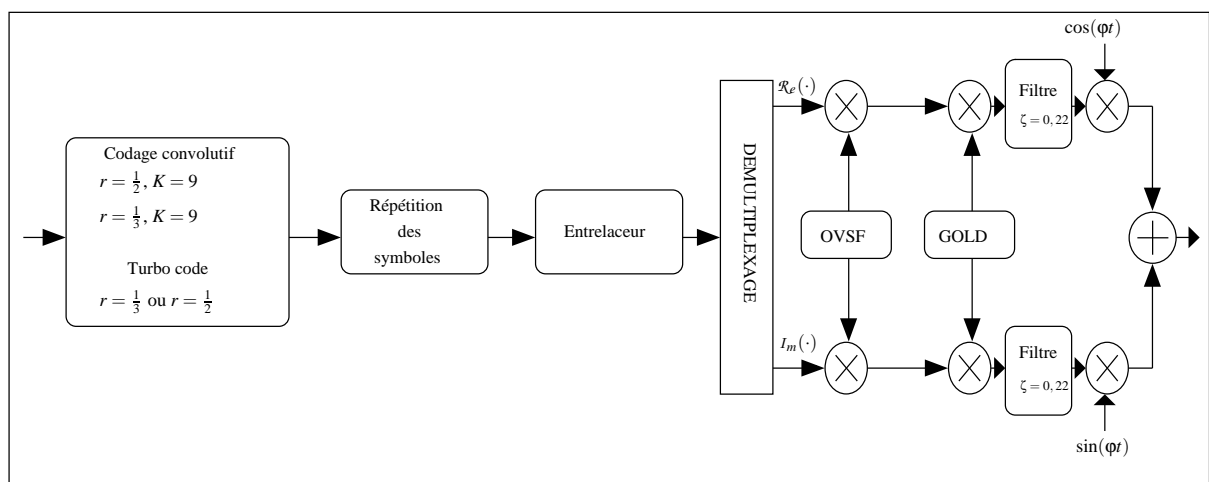 Codage convolutif
r = 1/2, K = 9
r = 1/3, K = 9
Turbo code
r = 1/3 ou r = 1/2
Répétition
des
symboles
Entrelaceur
DEMULTIPLEXAGE
ℛe(·)
Im(·)
OVSF
GOLD
Filtre
ζ = 0, 22
cos(φt)
Filtre
ζ = 0, 22
sin(φt)